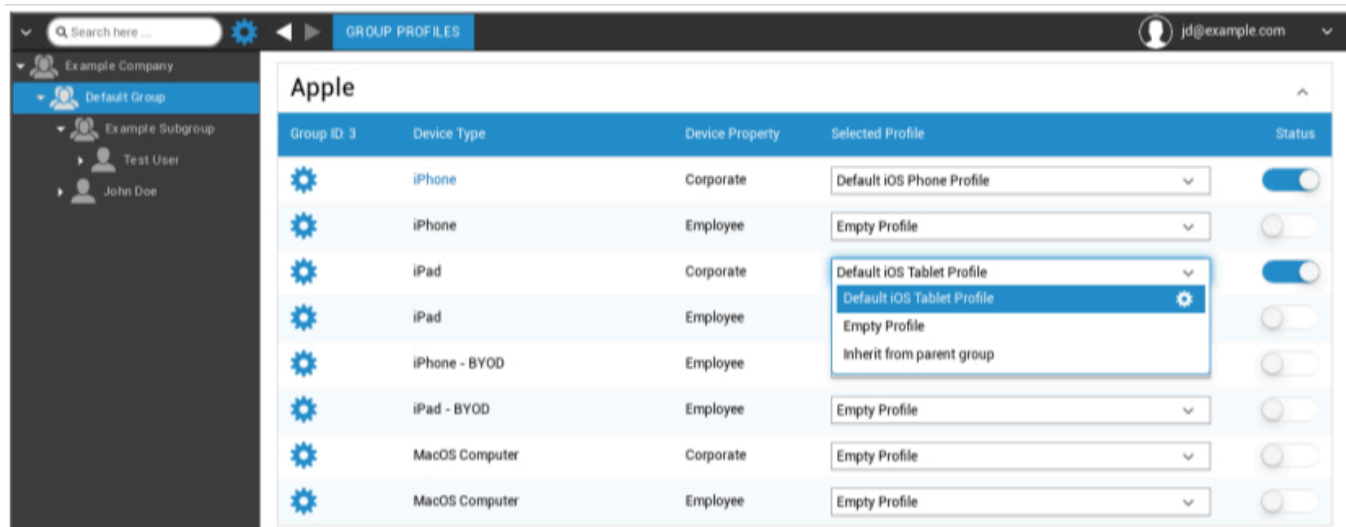 Search here ...
GROUP PROFILES
jd@example.com
Example Company
Default Group
Example Subgroup
Test User
John Doe
Apple
Group ID: 3 Device Type Device Property Selected Profile Status
iPhone Corporate Default iOS Phone Profile
iPhone Employee Empty Profile
iPad Corporate Default iOS Tablet Profile
Default iOS Tablet Profile
Empty Profile
Inherit from parent group
iPad Employee
iPhone - BYOD Employee
iPad - BYOD Employee Empty Profile
MacOS Computer Corporate Empty Profile
MacOS Computer Employee Empty Profile